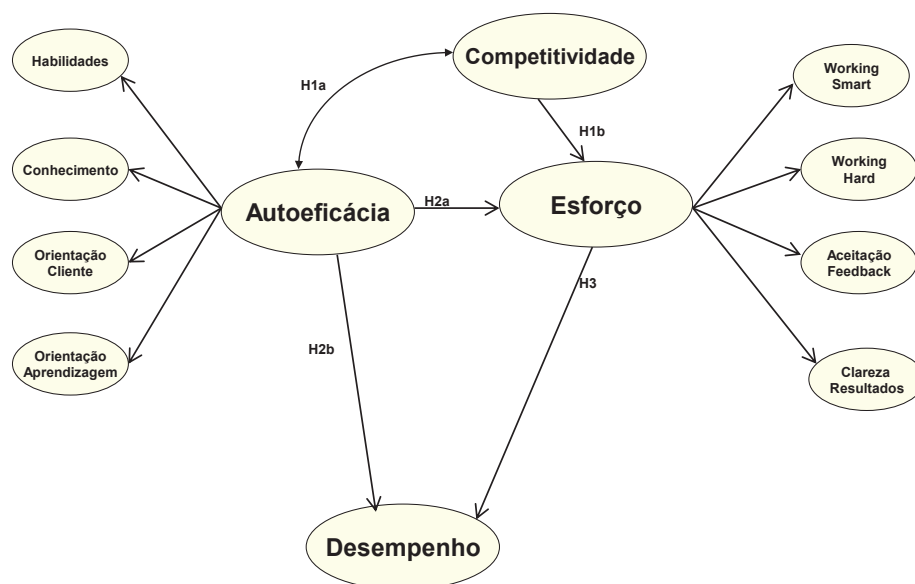 Habilidades
Competitividade
Working
Smart
H1a
H1b
Conhecimento
Working
Hard
Autoeficácia
H2a
Esforço
Orientação
Cliente
Aceitação
Feedback
H3
H2b
Orientação
Aprendizagem
Clareza
Resultados
Desempenho